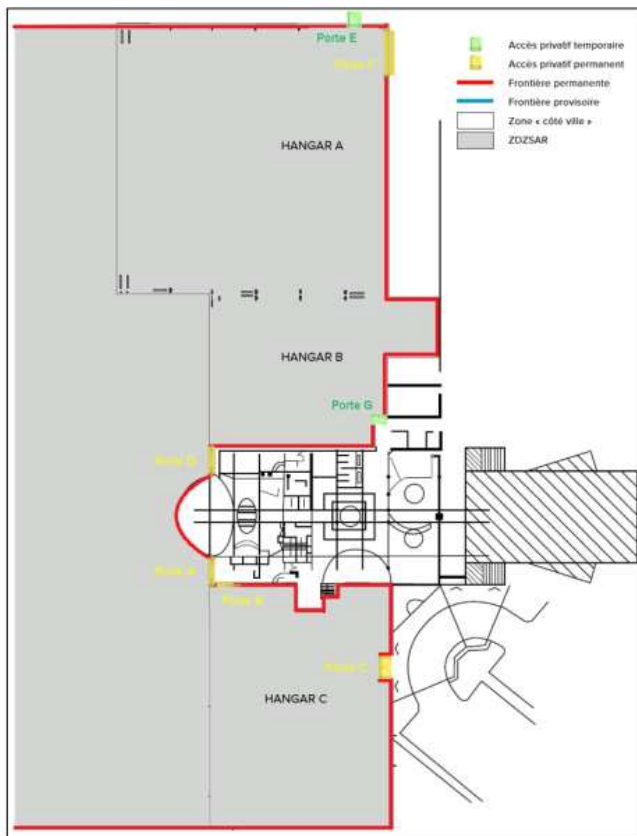 Porte E
Accès privatif temporaire
Accès privatif permanent
Frontière permanente
Frontière provisoire
Zone « côté ville »
ZDZSAR
Porte F
HANGAR A
HANGAR B
Porte G
Porte D
Porte A
Porte B
Porte C
HANGAR C